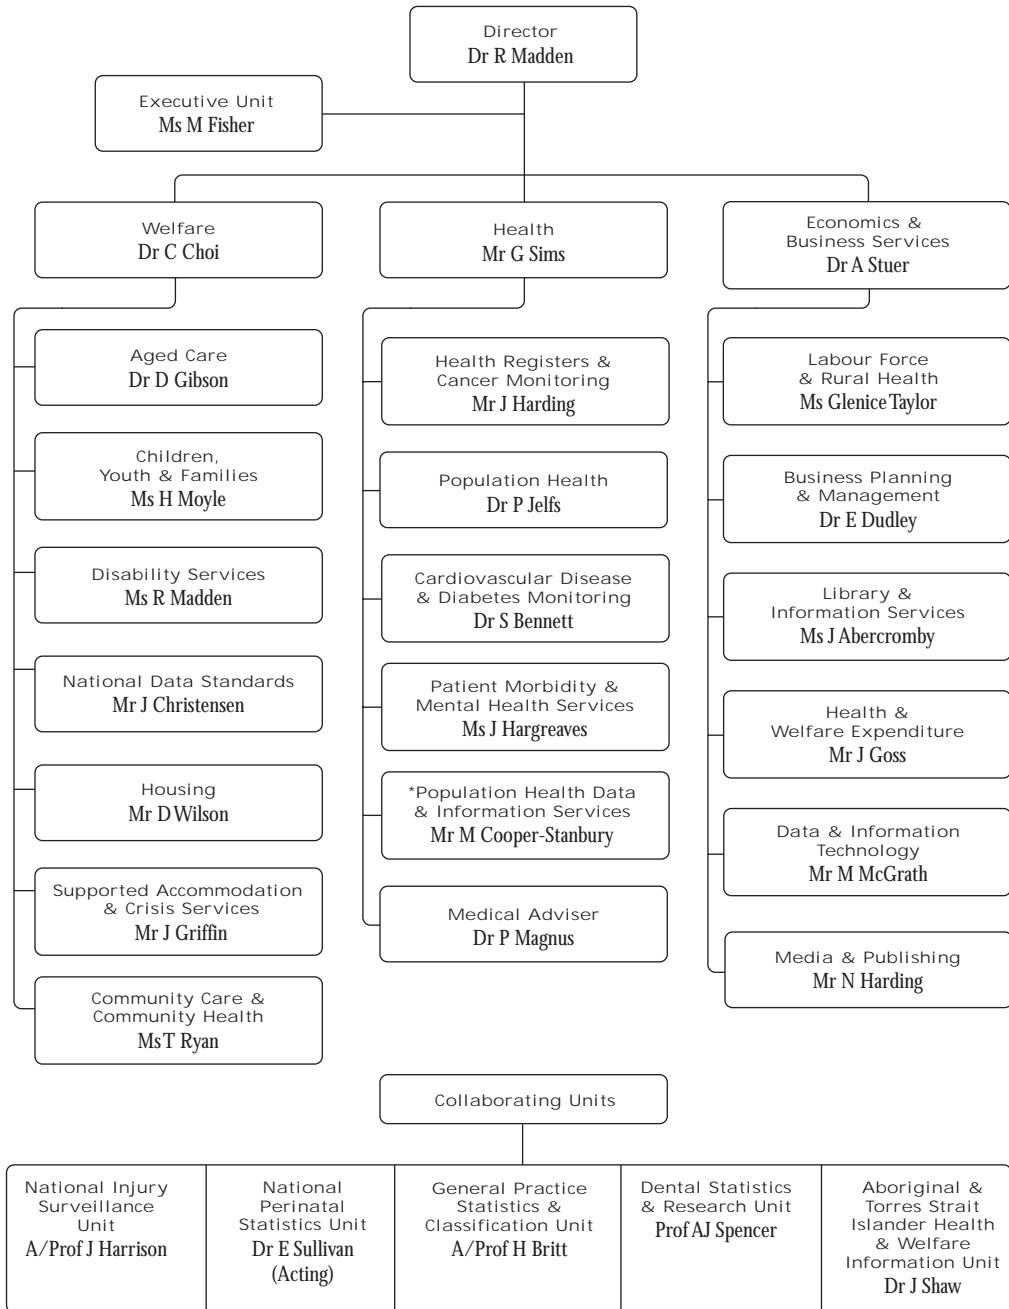 Director
Dr R Madden
Executive Unit
Ms M Fisher
Welfare
Dr C Choi
Health
Mr G Sims
Economics &
Business Services
Dr A Stuer
Aged Care
Dr D Gibson
Children,
Youth & Families
Ms H Moyle
Disability Services
Ms R Madden
National Data Standards
Mr J Christensen
Housing
Mr D Wilson
Supported Accommodation
& Crisis Services
Mr J Griffin
Community Care &
Community Health
Ms T Ryan
Health Registers &
Cancer Monitoring
Mr J Harding
Population Health
Dr P Jelfs
Cardiovascular Disease
& Diabetes Monitoring
Dr S Bennett
Patient Morbidity &
Mental Health Services
Ms J Hargreaves
*Population Health Data
& Information Services
Mr M Cooper-Stanbury
Medical Adviser
Dr P Magnus
Labour Force
& Rural Health
Ms Glenice Taylor
Business Planning
& Management
Dr E Dudley
Library &
Information Services
Ms J Abercromby
Health &
Welfare Expenditure
Mr J Goss
Data & Information
Technology
Mr M McGrath
Media & Publishing
Mr N Harding
Collaborating Units
National Injury
Surveillance
Unit
A/Prof J Harrison
National
Perinatal
Statistics Unit
Dr E Sullivan
(Acting)
General Practice
Statistics &
Classification Unit
A/Prof H Britt
Dental Statistics
& Research Unit
Prof AJ Spencer
Aboriginal &
Torres Strait
Islander Health
& Welfare
Information Unit
Dr J Shaw